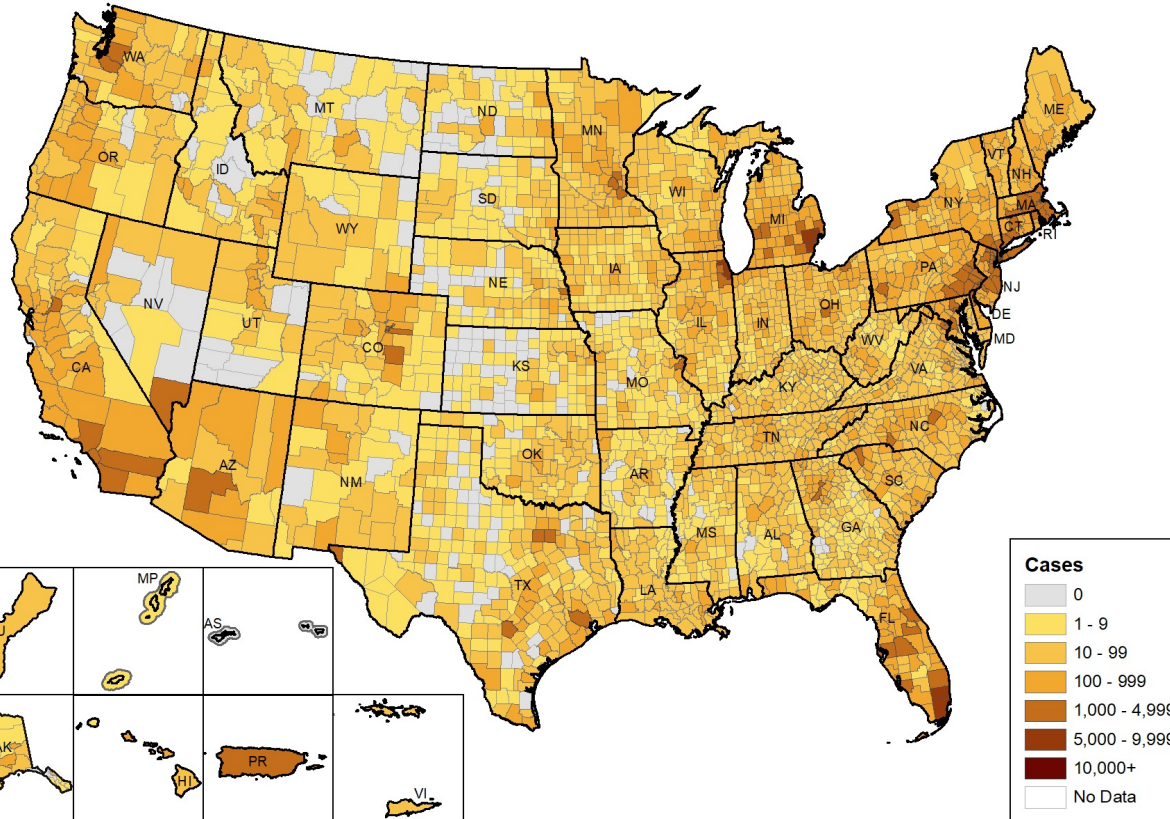 WA
MT
ND
MN
ME
OR
ID
SD
WI
VT
NH
NY
MA
WY
MI
CT
RI
IA
PA
NE
NJ
NV
OH
DE
UT
IL
IN
MD
CO
WV
KS
VA
CA
MO
KY
NC
TN
AZ
OK
NM
AR
SC
MS
AL
GA
TX
LA
FL
MP
AS
AK
HI
PR
VI
Cases
0
1 - 9
10 - 99
100 - 999
1,000 - 4,999
5,000 - 9,999
10,000+
No Data